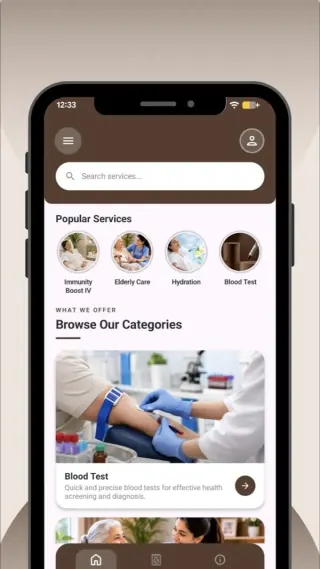 12:33
Search services...
Popular Services
Immunity
Boost IV
Elderly Care
Hydration
Blood Test
WHAT WE OFFER
Browse Our Categories
Blood Test
Quick and precise blood tests for effective health
screening and diagnosis.